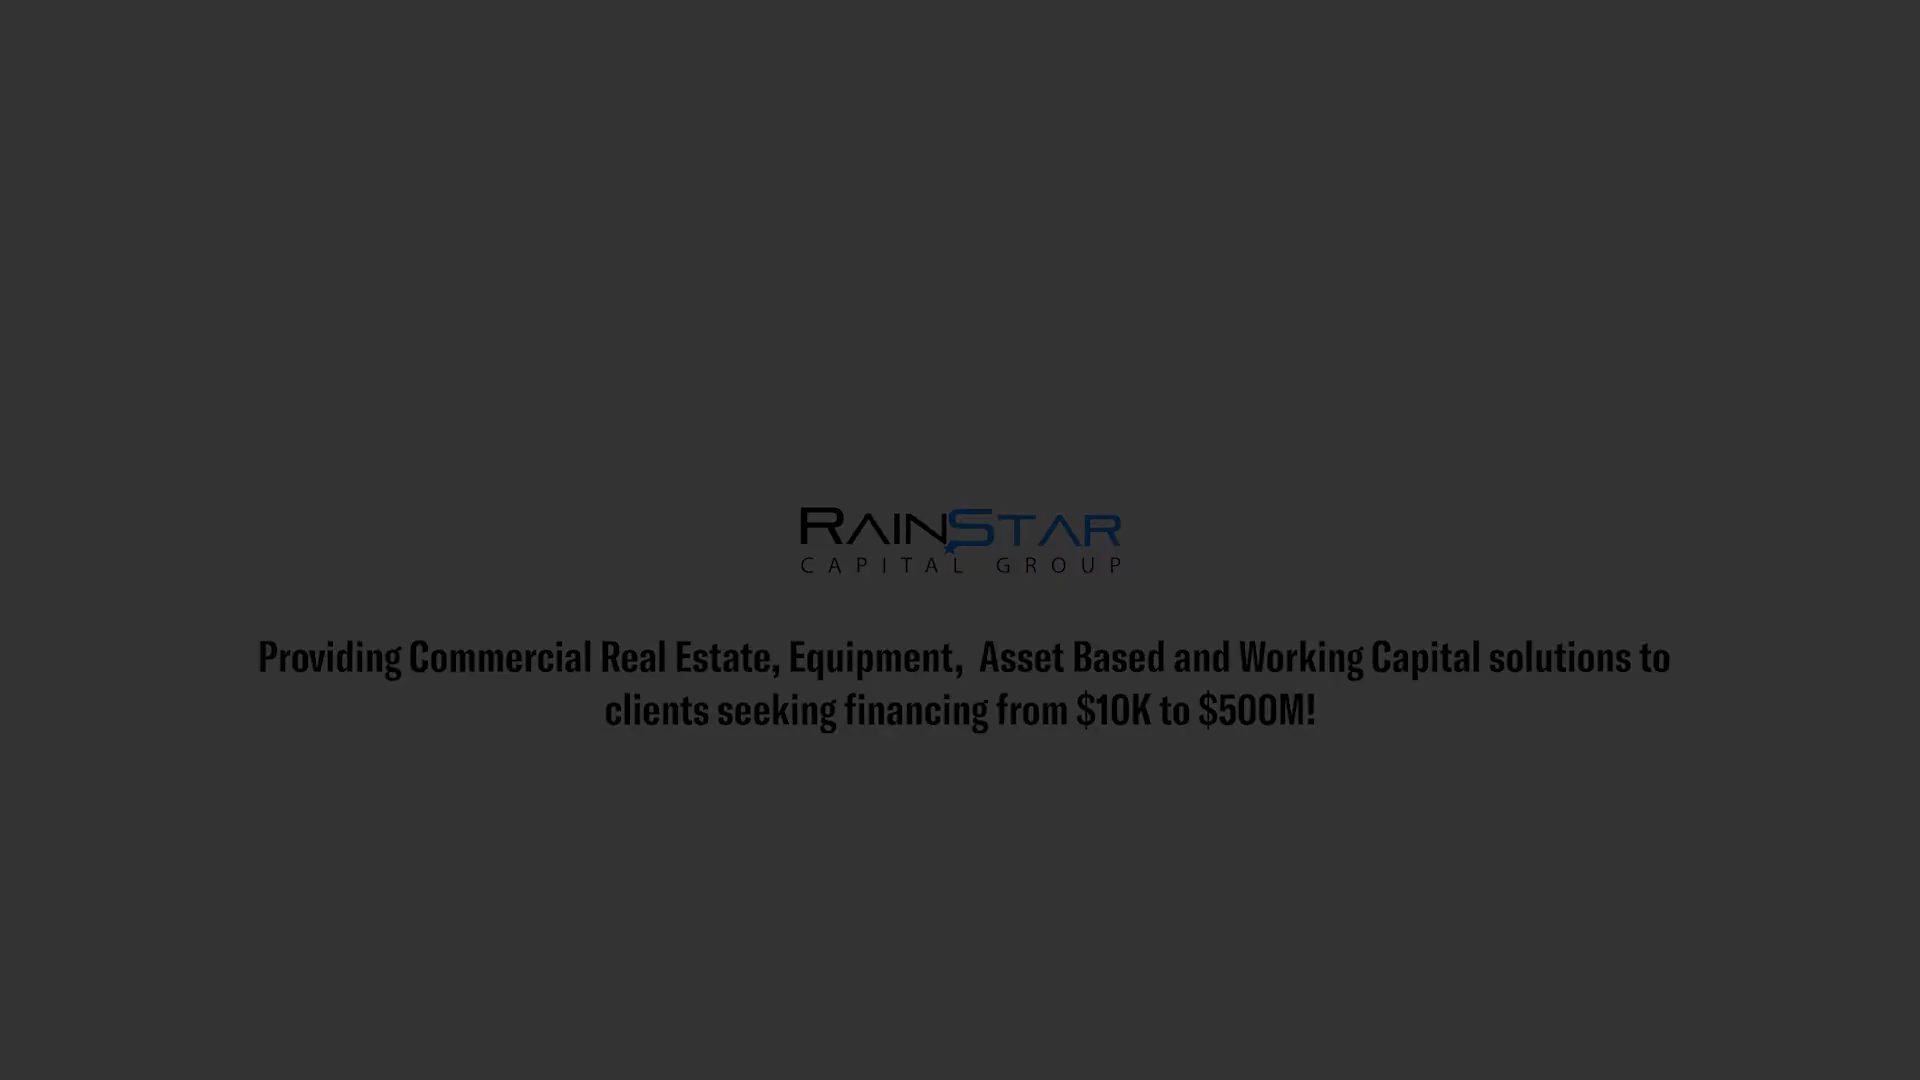 RAINSTAR
CAPITAL GROUP
Providing Commercial Real Estate, Equipment,  Asset Based and Working Capital solutions to
clients seeking financing from $10K to $500M!